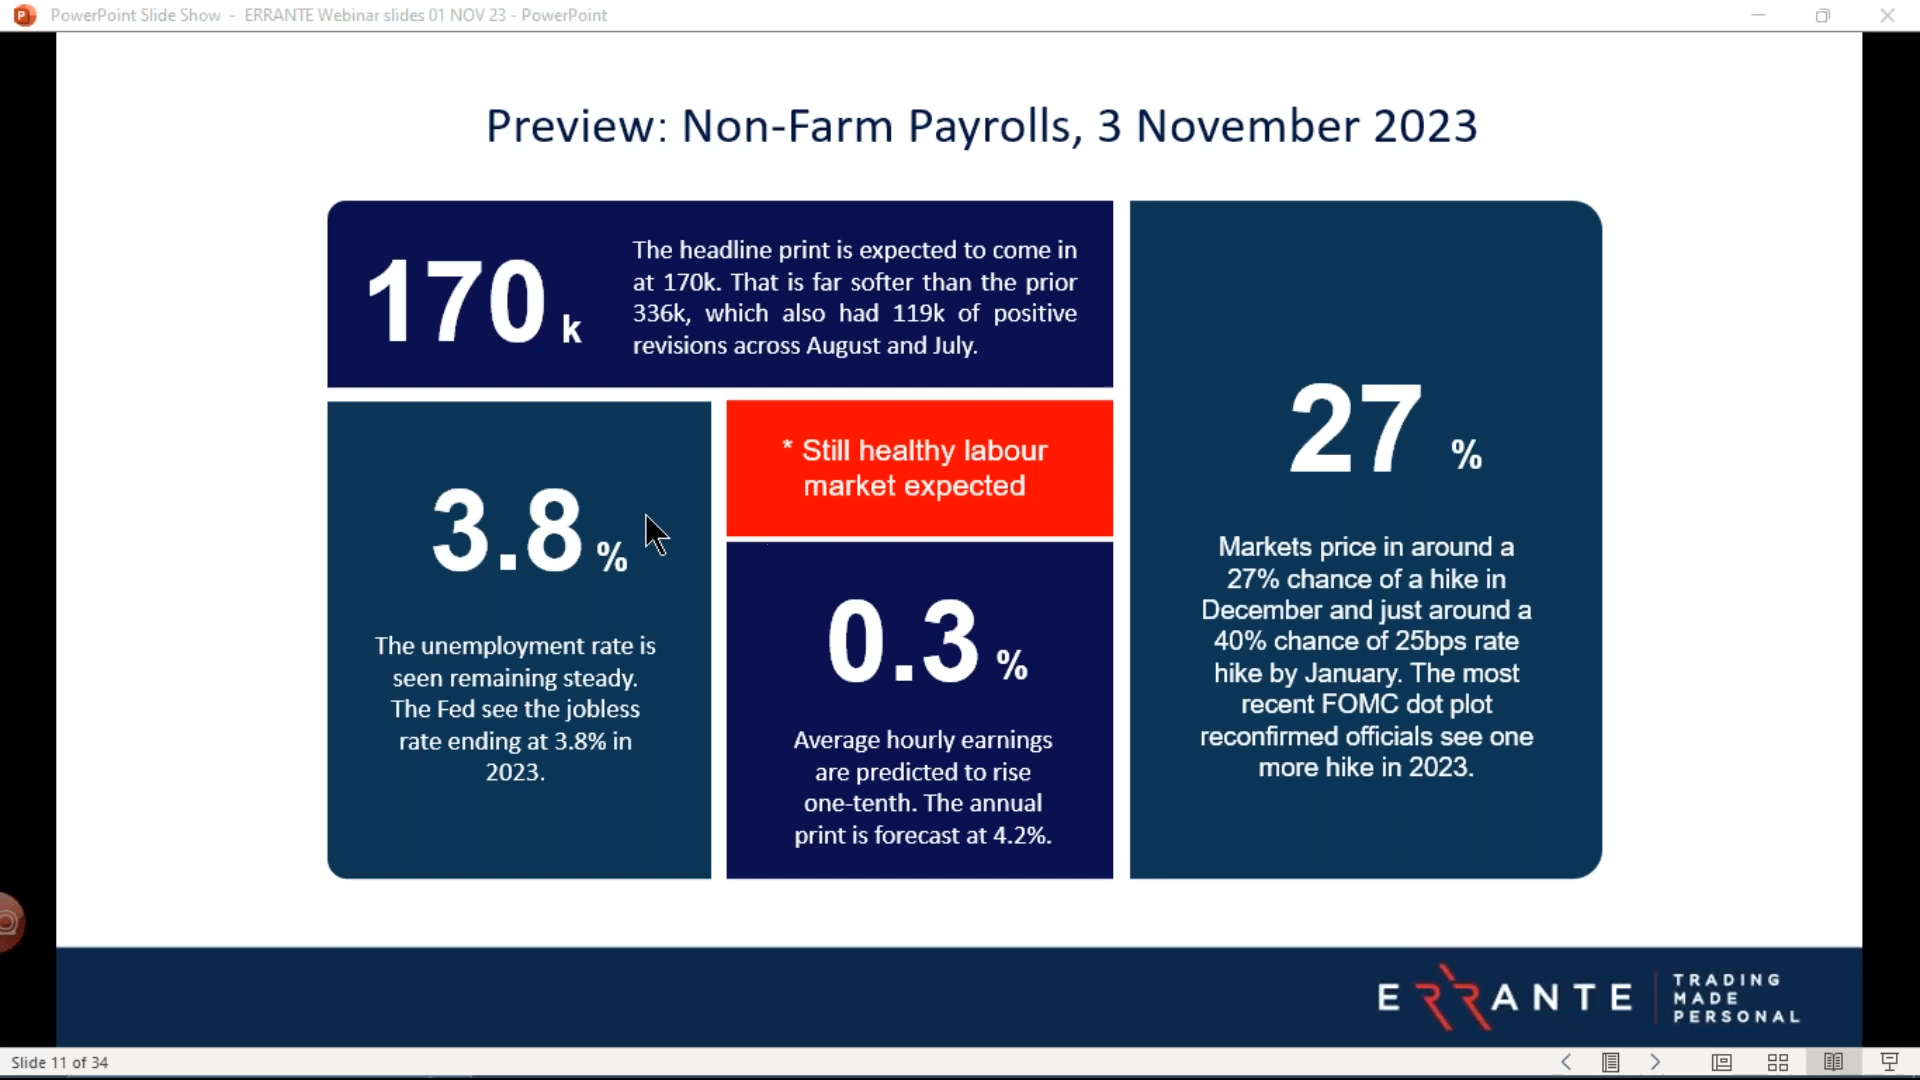 PowerPoint Slide Show - ERRANTE Webinar slides 01 NOV 23 - PowerPoint
Preview: Non-Farm Payrolls, 3 November 2023
170 k
The headline print is expected to come in
at 170k. That is far softer than the prior
336k, which also had 119k of positive
revisions across August and July.
3.8 %
The unemployment rate is
seen remaining steady.
The Fed see the jobless
rate ending at 3.8% in
2023.
* Still healthy labour
market expected
0.3 %
Average hourly earnings
are predicted to rise
one-tenth. The annual
print is forecast at 4.2%.
27 %
Markets price in around a
27% chance of a hike in
December and just around a
40% chance of 25bps rate
hike by January. The most
recent FOMC dot plot
reconfirmed officials see one
more hike in 2023.
ERRANTE
TRADING
MADE
PERSONAL
Slide 11 of 34